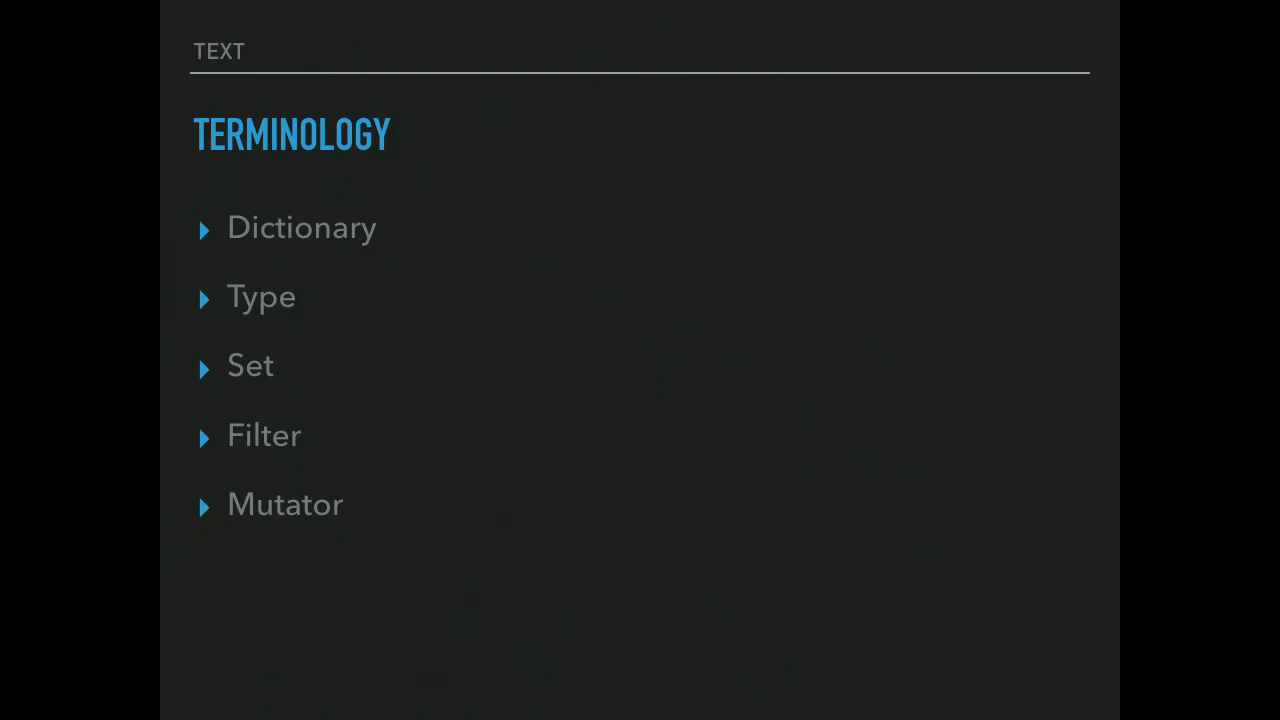 TEXT
TERMINOLOGY
Dictionary
Type
Set
Filter
Mutator